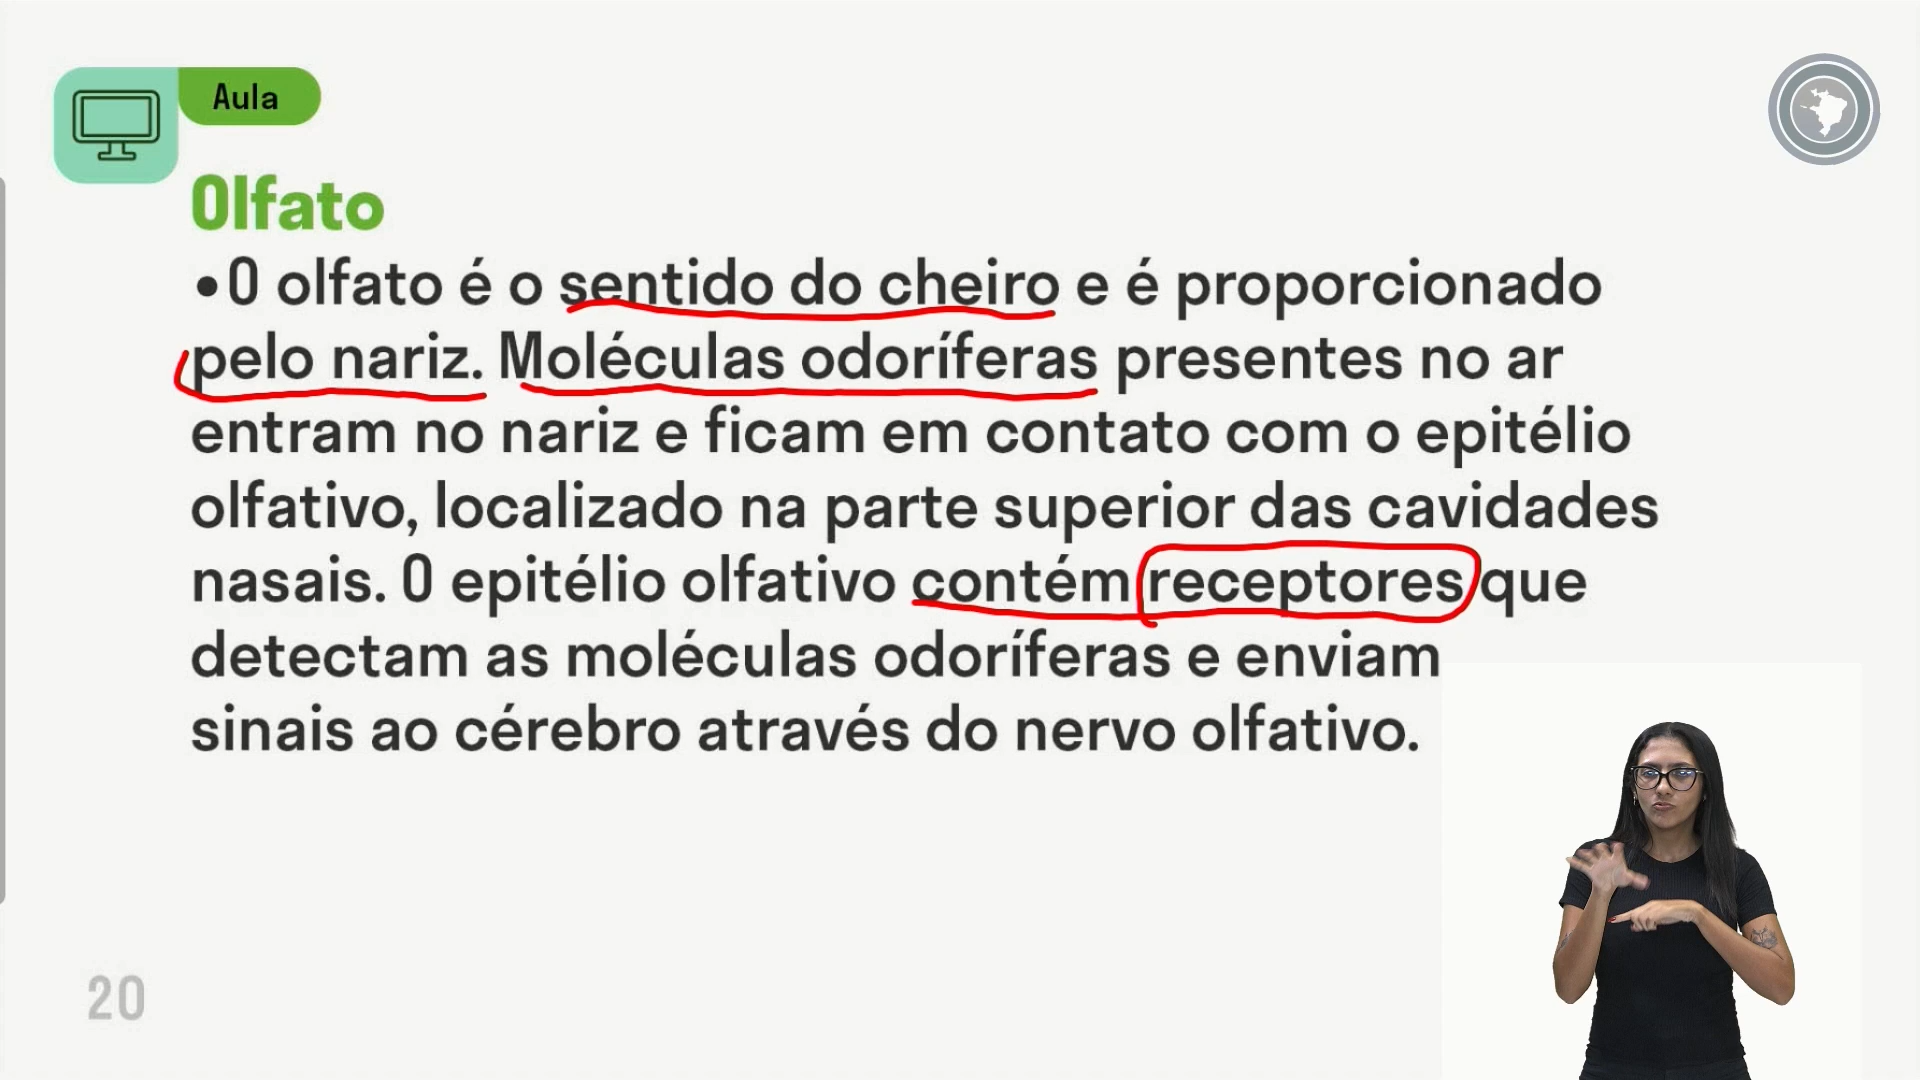 Aula
Olfato
•O olfato é o sentido do cheiro e é proporcionado
pelo nariz. Moléculas odoríferas presentes no ar
entram no nariz e ficam em contato com o epitélio
olfativo, localizado na parte superior das cavidades
nasais. O epitélio olfativo contém receptores que
detectam as moléculas odoríferas e enviam
sinais ao cérebro através do nervo olfativo.
20